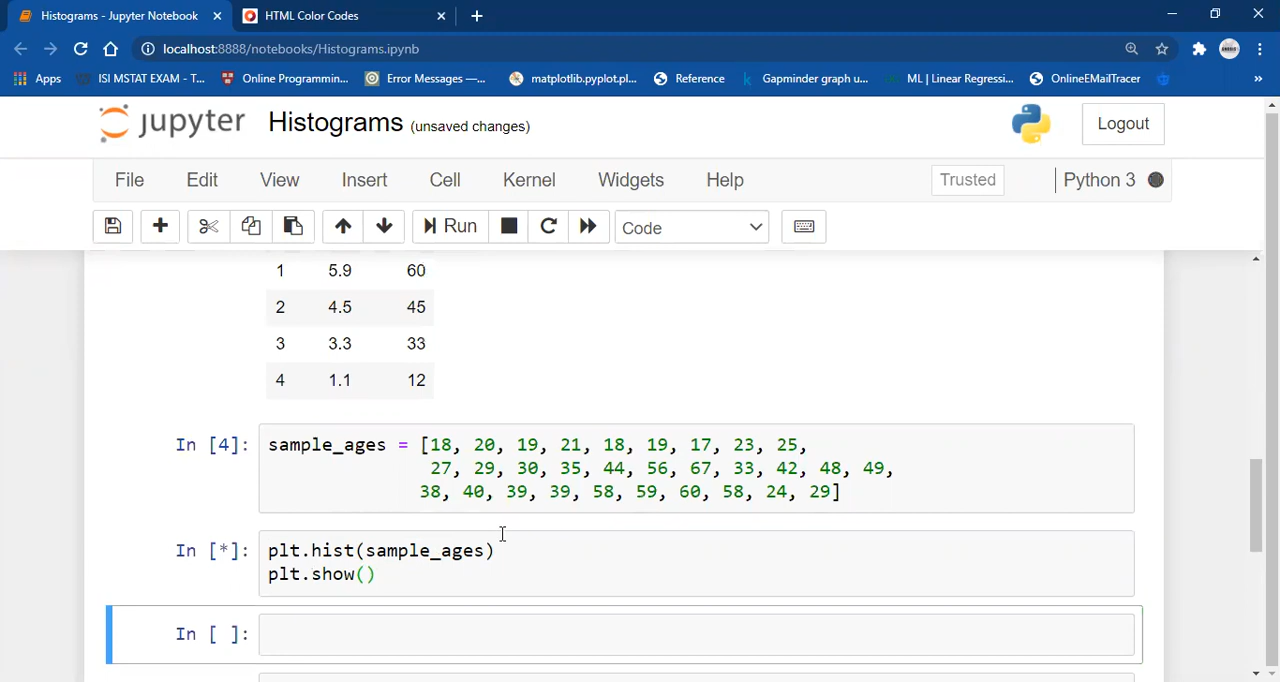 Histograms - Jupyter Notebook
HTML Color Codes
localhost:8888/notebooks/Histograms.ipynb
Apps
ISI MSTAT EXAM - T...
Online Programmin...
Error Messages —...
matplotlib.pyplot.pl...
Reference
Gapminder graph u...
ML | Linear Regressi...
OnlineEMailTracer
»
jupyter Histograms (unsaved changes)
Logout
File Edit View Insert Cell Kernel Widgets Help Trusted Python 3
Run Code
1 5.9 60
2 4.5 45
3 3.3 33
4 1.1 12
In [4]: sample_ages = [18, 20, 19, 21, 18, 19, 17, 23, 25,
27, 29, 30, 35, 44, 56, 67, 33, 42, 48, 49,
38, 40, 39, 39, 58, 59, 60, 58, 24, 29]
In [*]: plt.hist(sample_ages)
plt.show()
In [ ]: